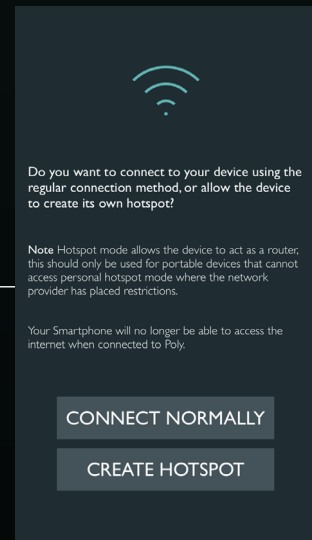 Do you want to connect to your device using the
regular connection method, or allow the device
to create its own hotspot?
Note Hotspot mode allows the device to act as a router,
this should only be used for portable devices that cannot
access personal hotspot mode where the network
provider has placed restrictions.
Your Smartphone will no longer be able to access the
internet when connected to Poly.
CONNECT NORMALLY
CREATE HOTSPOT